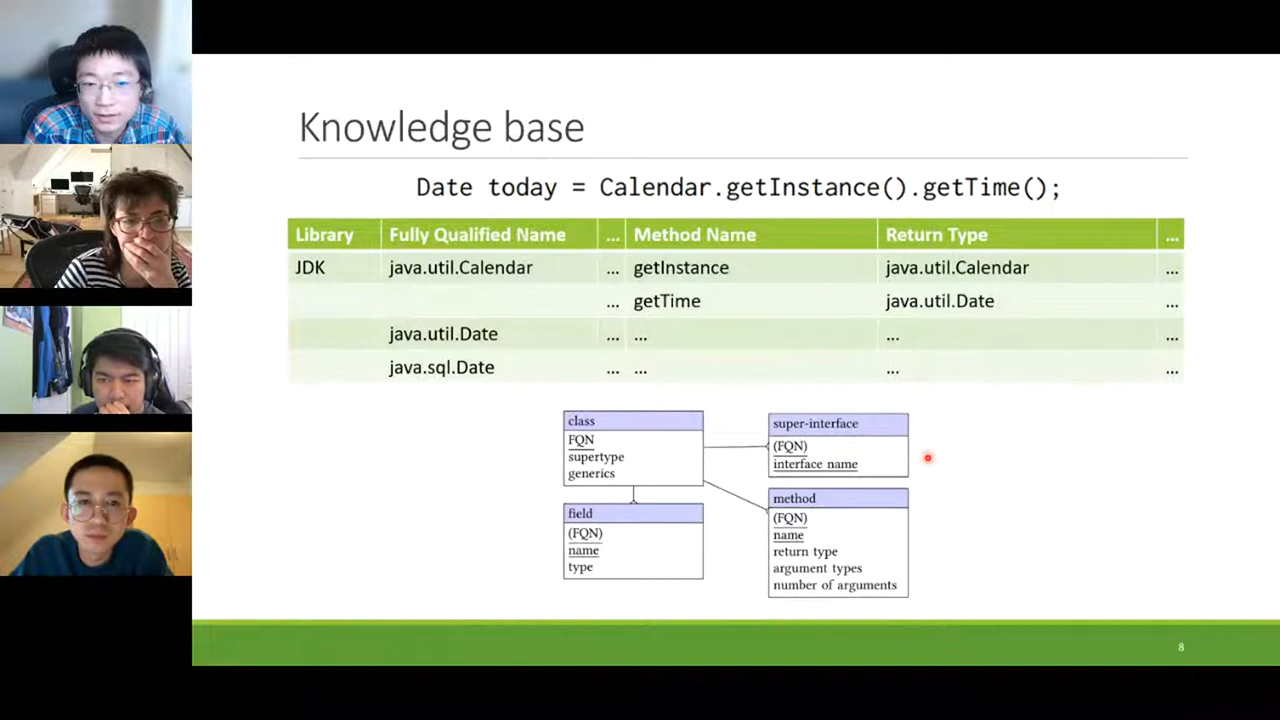 Knowledge base
Date today = Calendar.getInstance().getTime();
Library Fully Qualified Name ... Method Name Return Type ...
JDK java.util.Calendar ... getInstance java.util.Calendar ...
... getTime java.util.Date ...
java.util.Date ... ... ... ...
java.sql.Date ... ... ... ...
class
FQN
supertype
generics
super-interface
(FQN)
interface name
field
(FQN)
name
type
method
(FQN)
name
return type
argument types
number of arguments
8